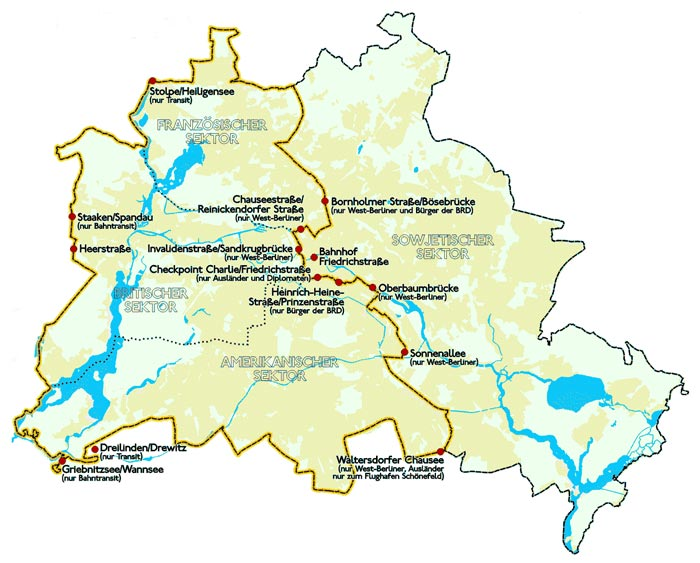 Stolpe/Heiligensee
(nur Transit)
FRANZÖSISCHER
SEKTOR
Chauseestraße/
Reinickendorfer Straße
(nur West-Berliner)
Bornholmer Straße/Bösebrücke
(nur West-Berliner und Bürger der BRD)
Staaken/Spandau
(nur Bahntransit)
Heerstraße
Invalidenstraße/Sandkrugbrücke
(nur West-Berliner)
Bahnhof
Friedrichstraße
SOWJETISCHER
SEKTOR
Checkpoint Charlie/Friedrichstraße
(nur Ausländer und Diplomaten)
Heinrich-Heine-
Straße/Prinzenstraße
(nur Bürger der BRD)
Oberbaumbrücke
(nur West-Berliner)
BRITISCHER
SEKTOR
AMERIKANISCHER
SEKTOR
Sonnenallee
(nur West-Berliner)
Dreilinden/Drewitz
(nur Transit)
Griebnitzsee/Wannsee
(nur Bahntransit)
Waltersdorfer Chausee
(nur West-Berliner, Ausländer
nur zum Flughafen Schönefeld)